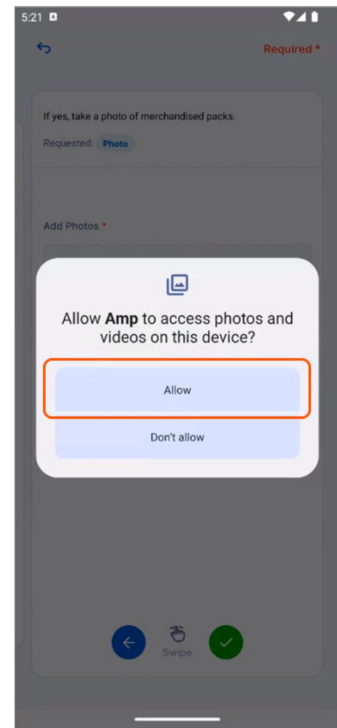 5:21
Required *
If yes, take a photo of merchandised packs.
Requested: Photo
Add Photos *
Allow Amp to access photos and
videos on this device?
Allow
Don't allow
Swipe